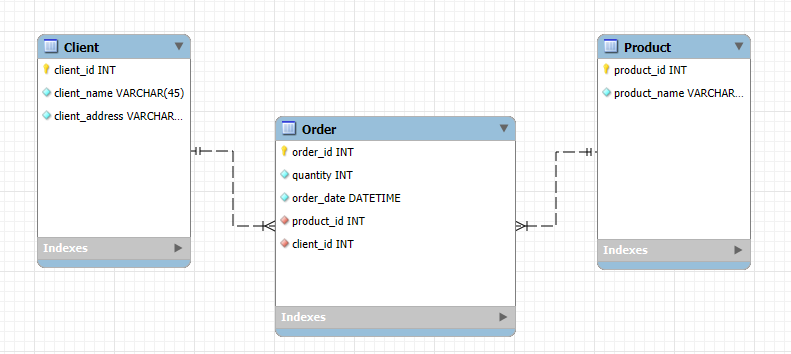 Client
client_id INT
client_name VARCHAR(45)
client_address VARCHAR...
Indexes
Order
order_id INT
quantity INT
order_date DATETIME
product_id INT
client_id INT
Indexes
Product
product_id INT
product_name VARCHAR...
Indexes